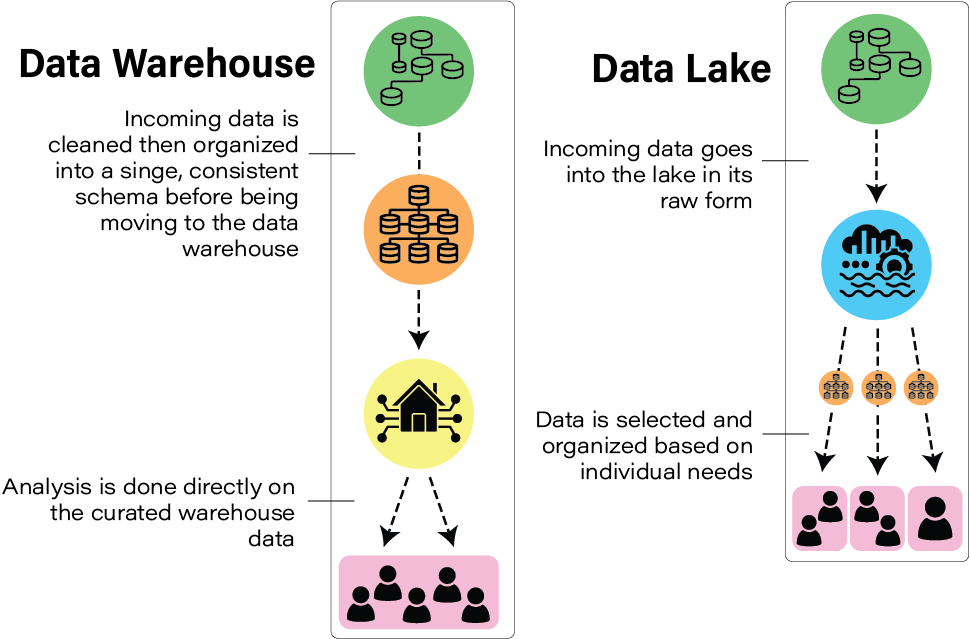 Data Warehouse
Incoming data is
cleaned then organized
into a singe, consistent
schema before being
moving to the data
warehouse
Analysis is done directly on
the curated warehouse
data
Data Lake
Incoming data goes
into the lake in its
raw form
Data is selected and
organized based on
individual needs